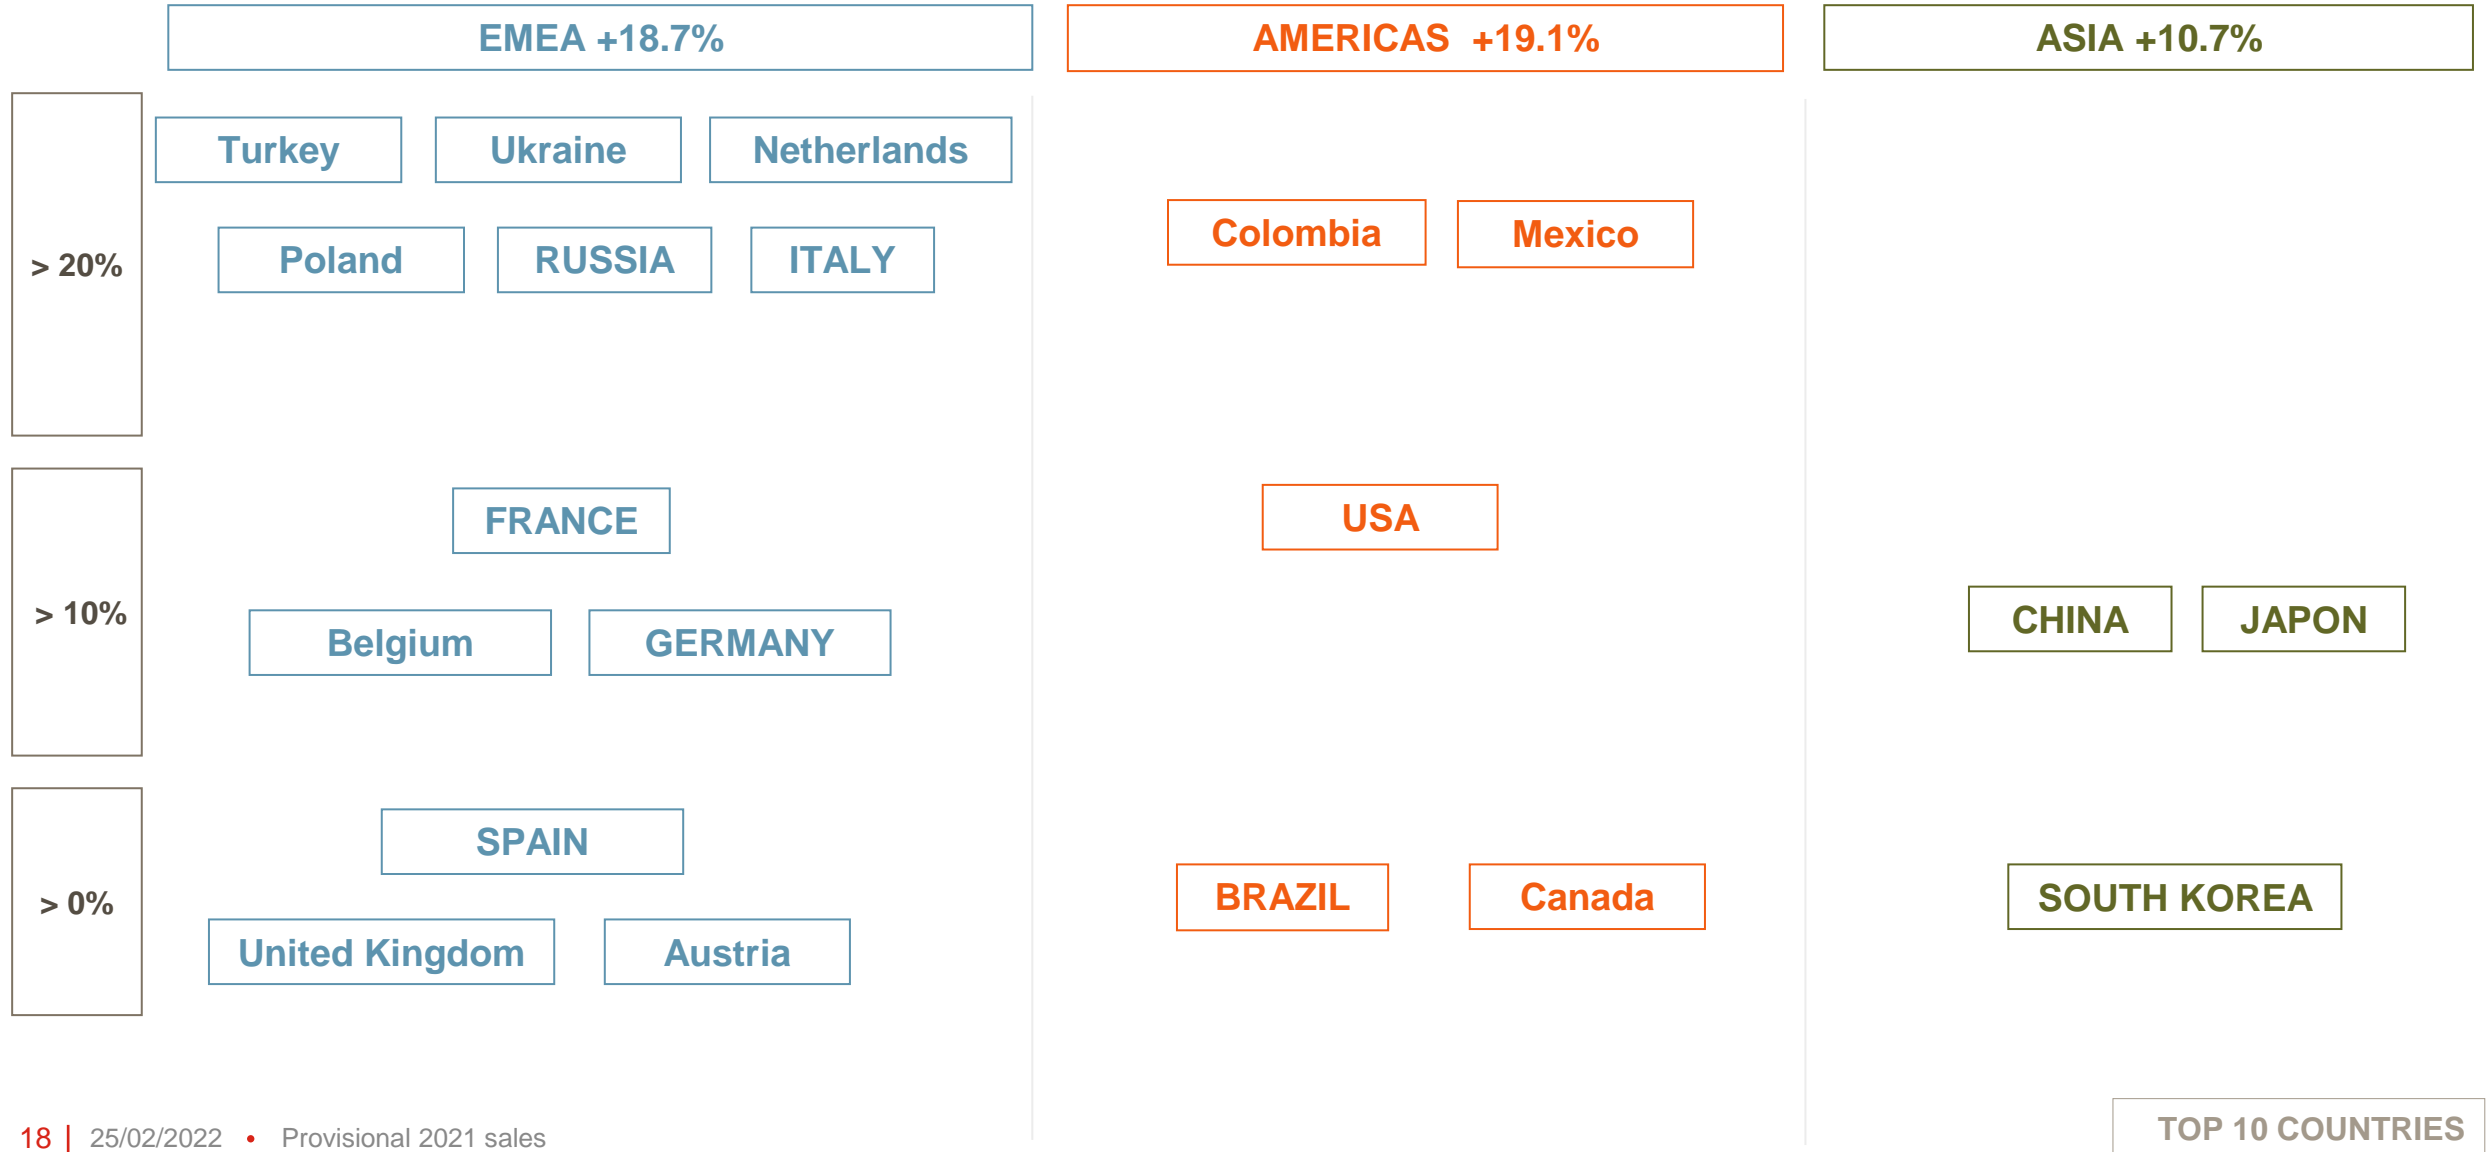 EMEA +18.7%
AMERICAS +19.1%
ASIA +10.7%
> 20%
Turkey
Ukraine
Netherlands
Poland
RUSSIA
ITALY
Colombia
Mexico
> 10%
FRANCE
Belgium
GERMANY
USA
CHINA
JAPON
> 0%
SPAIN
United Kingdom
Austria
BRAZIL
Canada
SOUTH KOREA
18 | 25/02/2022 • Provisional 2021 sales
TOP 10 COUNTRIES